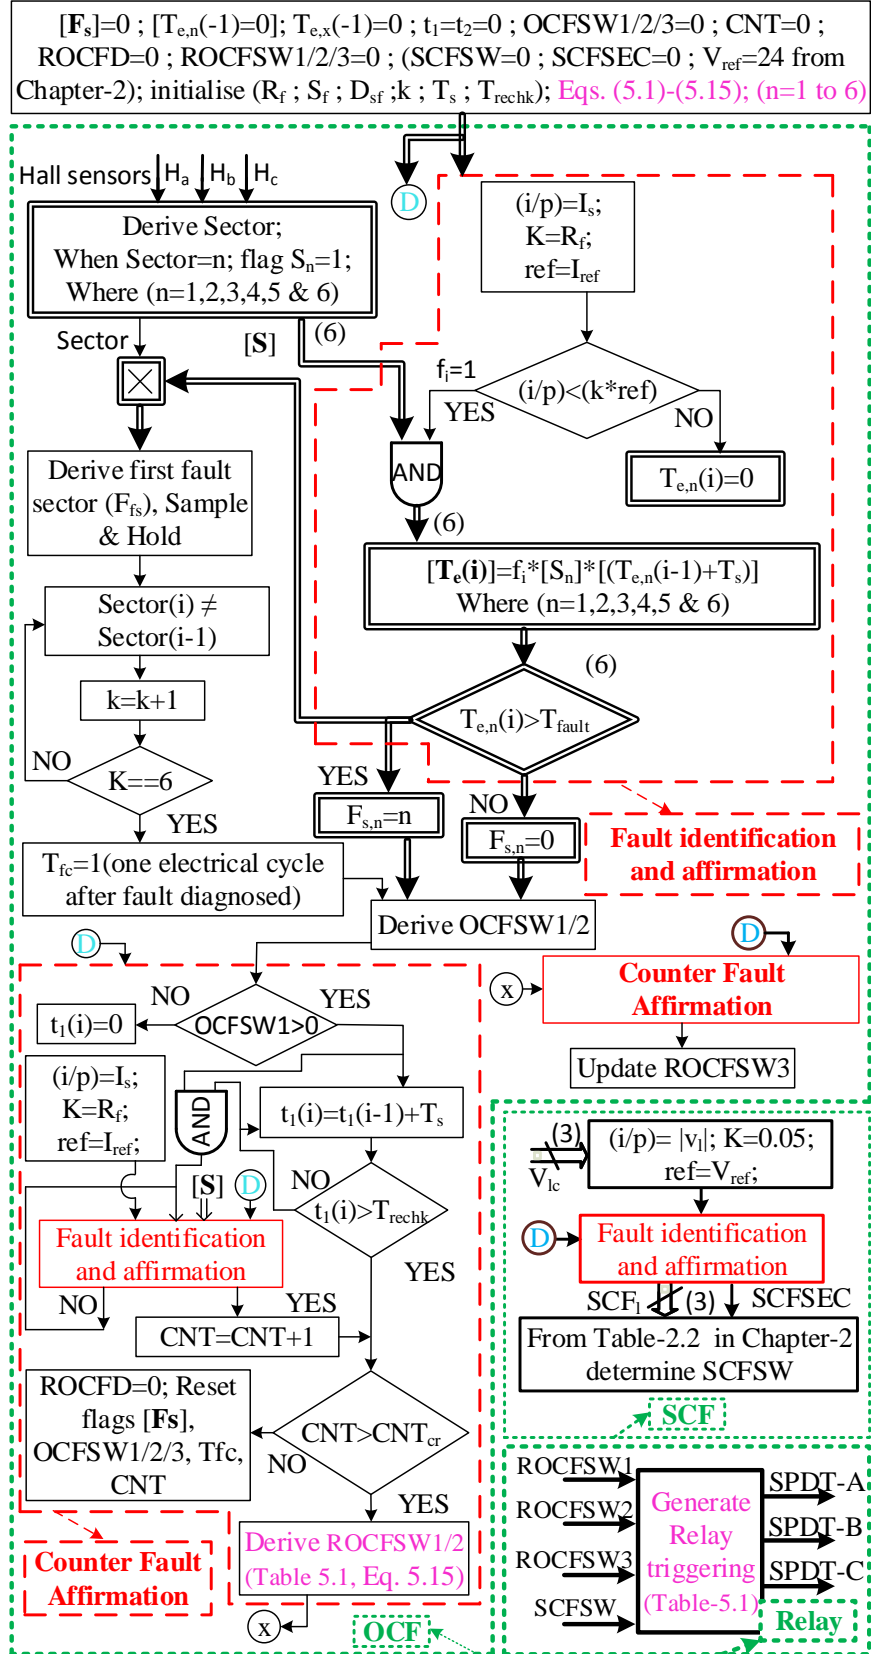 [Fs]=0 ; [Te,n(-1)=0]; Te,x(-1)=0 ; t1=t2=0 ; OCFSW1/2/3=0 ; CNT=0 ;
ROCFD=0 ; ROCFSW1/2/3=0 ; (SCFSW=0 ; SCFSEC=0 ; Vref=24 from
Chapter-2); initialise (Rf ; Sf ; Dsf ;k ; Ts ; Trechk); Eqs. (5.1)-(5.15); (n=1 to 6)
Hall sensors
Ha
Hb
Hc
D
Derive Sector;
When Sector=n; flag Sn=1;
Where (n=1,2,3,4,5 & 6)
(i/p)=Is;
K=Rf;
ref=Iref
Sector
[S]
(6)
fi=1
YES
(i/p)<(k*ref)
NO
AND
Te,n(i)=0
Derive first fault
sector (Ffs), Sample
& Hold
(6)
[Te(i)]=fi*[Sn]*[(Te,n(i-1)+Ts)]
Where (n=1,2,3,4,5 & 6)
Sector(i) ≠
Sector(i-1)
(6)
k=k+1
Te,n(i)>Tfault
NO
K==6
YES
YES
NO
Fs,n=n
Fs,n=0
Fault identification
and affirmation
Tfc=1(one electrical cycle
after fault diagnosed)
Derive OCFSW1/2
D
D
Counter Fault
Affirmation
x
Update ROCFSW3
NO
YES
t1(i)=0
OCFSW1>0
(i/p)=Is;
K=Rf;
ref=Iref;
AND
t1(i)=t1(i-1)+Ts
NO
[S]
D
t1(i)>Trechk
Fault identification
and affirmation
YES
NO
YES
CNT=CNT+1
ROCFD=0; Reset
flags [Fs],
OCFSW1/2/3, Tfc,
CNT
CNT>CNTcr
NO
YES
Derive ROCFSW1/2
(Table 5.1, Eq. 5.15)
Counter Fault
Affirmation
x
OCF
(3)
Vlc
(i/p)= |vl|; K=0.05;
ref=Vref;
D
Fault identification
and affirmation
SCFl
(3)
SCFSEC
From Table-2.2 in Chapter-2
determine SCFSW
SCF
ROCFSW1
ROCFSW2
ROCFSW3
SCFSW
Generate
Relay
triggering
(Table-5.1)
SPDT-A
SPDT-B
SPDT-C
Relay